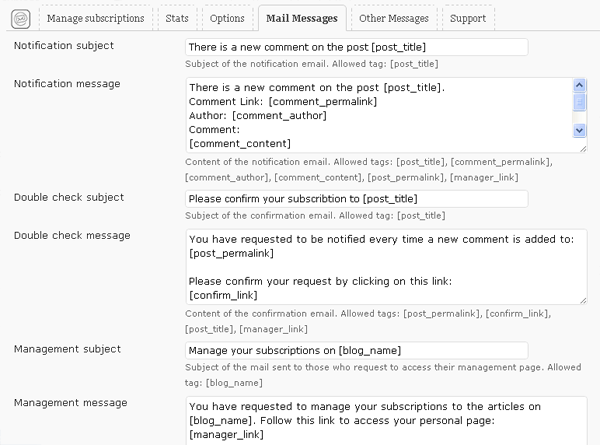 Manage subscriptions Stats Options Mail Messages Other Messages Support
Notification subject
There is a new comment on the post [post_title]
Subject of the notification email. Allowed tag: [post_title]
Notification message
There is a new comment on the post [post_title].
Comment Link: [comment_permalink]
Author: [comment_author]
Comment:
[comment_content]
Content of the notification email. Allowed tags: [post_title], [comment_permalink],
[comment_author], [comment_content], [post_permalink], [manager_link]
Double check subject
Please confirm your subscribtion to [post_title]
Subject of the confirmation email. Allowed tag: [post_title]
Double check message
You have requested to be notified every time a new comment is added to:
[post_permalink]
Please confirm your request by clicking on this link:
[confirm_link]
Content of the confirmation email. Allowed tags: [post_permalink], [confirm_link],
[post_title], [manager_link]
Management subject
Manage your subscriptions on [blog_name]
Subject of the mail sent to those who request to access their management page. Allowed
tag: [blog_name]
Management message
You have requested to manage your subscriptions to the articles on
[blog_name]. Follow this link to access your personal page:
[manager_link]